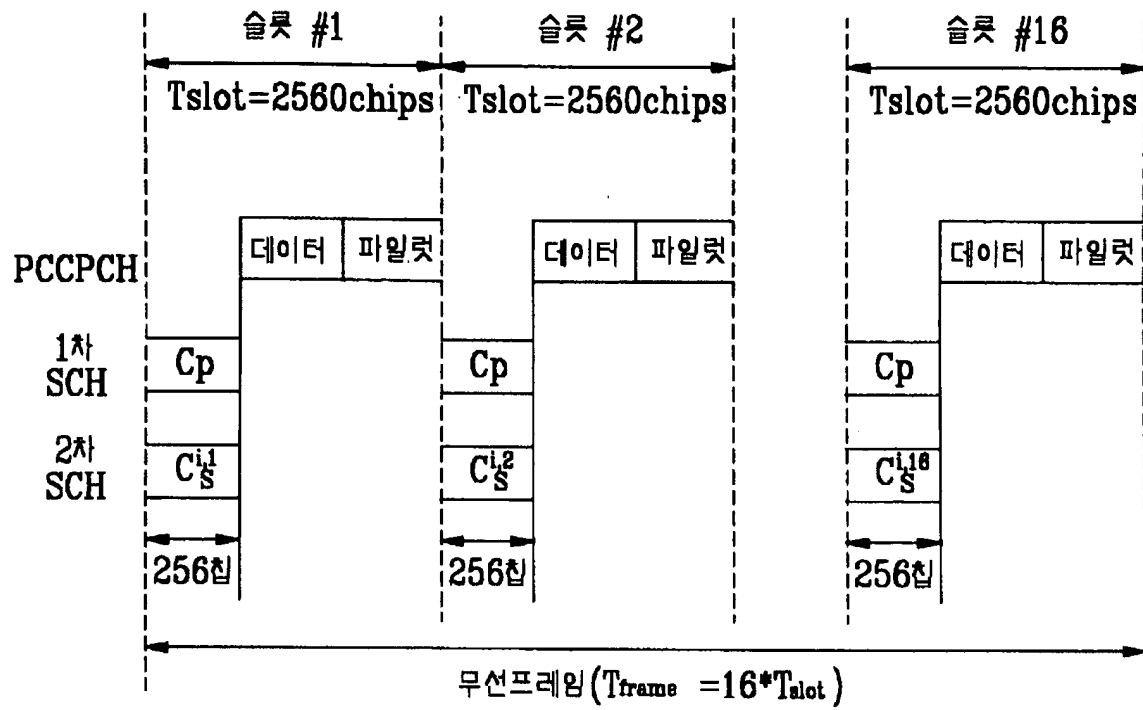 슬롯 #1 슬롯 #2 슬롯 #16
Tslot=2560chips Tslot=2560chips Tslot=2560chips
PCCPCH 데이터 파일럿 데이터 파일럿 데이터 파일럿
1차
SCH Cp Cp Cp
2차
SCH C_S^{i,1} C_S^{i,2} C_S^{i,16}
256칩 256칩 256칩
무선프레임(Tframe =16*Tslot)